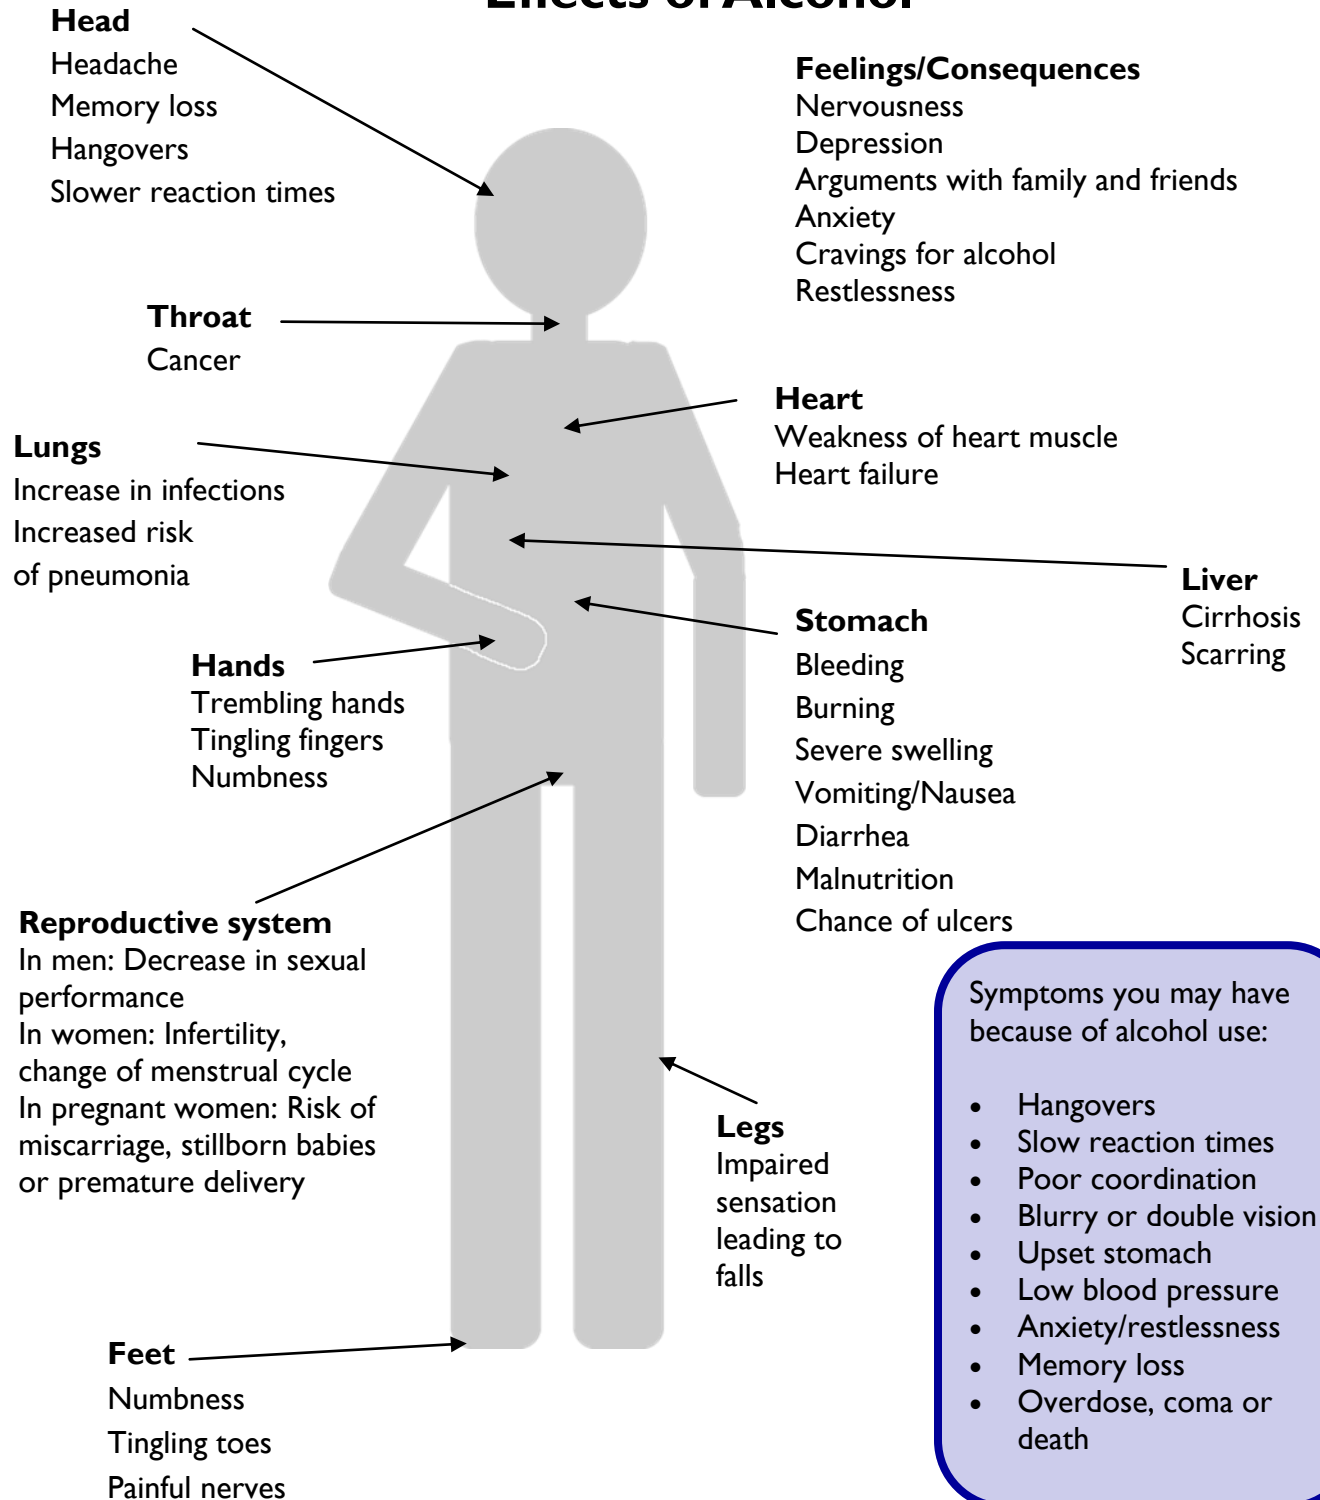 Effects of Alcohol
Head
Headache
Memory loss
Hangovers
Slower reaction times
Feelings/Consequences
Nervousness
Depression
Arguments with family and friends
Anxiety
Cravings for alcohol
Restlessness
Throat
Cancer
Heart
Weakness of heart muscle
Heart failure
Lungs
Increase in infections
Increased risk
of pneumonia
Liver
Cirrhosis
Scarring
Stomach
Bleeding
Burning
Severe swelling
Vomiting/Nausea
Diarrhea
Malnutrition
Chance of ulcers
Hands
Trembling hands
Tingling fingers
Numbness
Reproductive system
In men: Decrease in sexual
performance
In women: Infertility,
change of menstrual cycle
In pregnant women: Risk of
miscarriage, stillborn babies
or premature delivery
Legs
Impaired
sensation
leading to
falls
Symptoms you may have
because of alcohol use:
• Hangovers
• Slow reaction times
• Poor coordination
• Blurry or double vision
• Upset stomach
• Low blood pressure
• Anxiety/restlessness
• Memory loss
• Overdose, coma or
death
Feet
Numbness
Tingling toes
Painful nerves